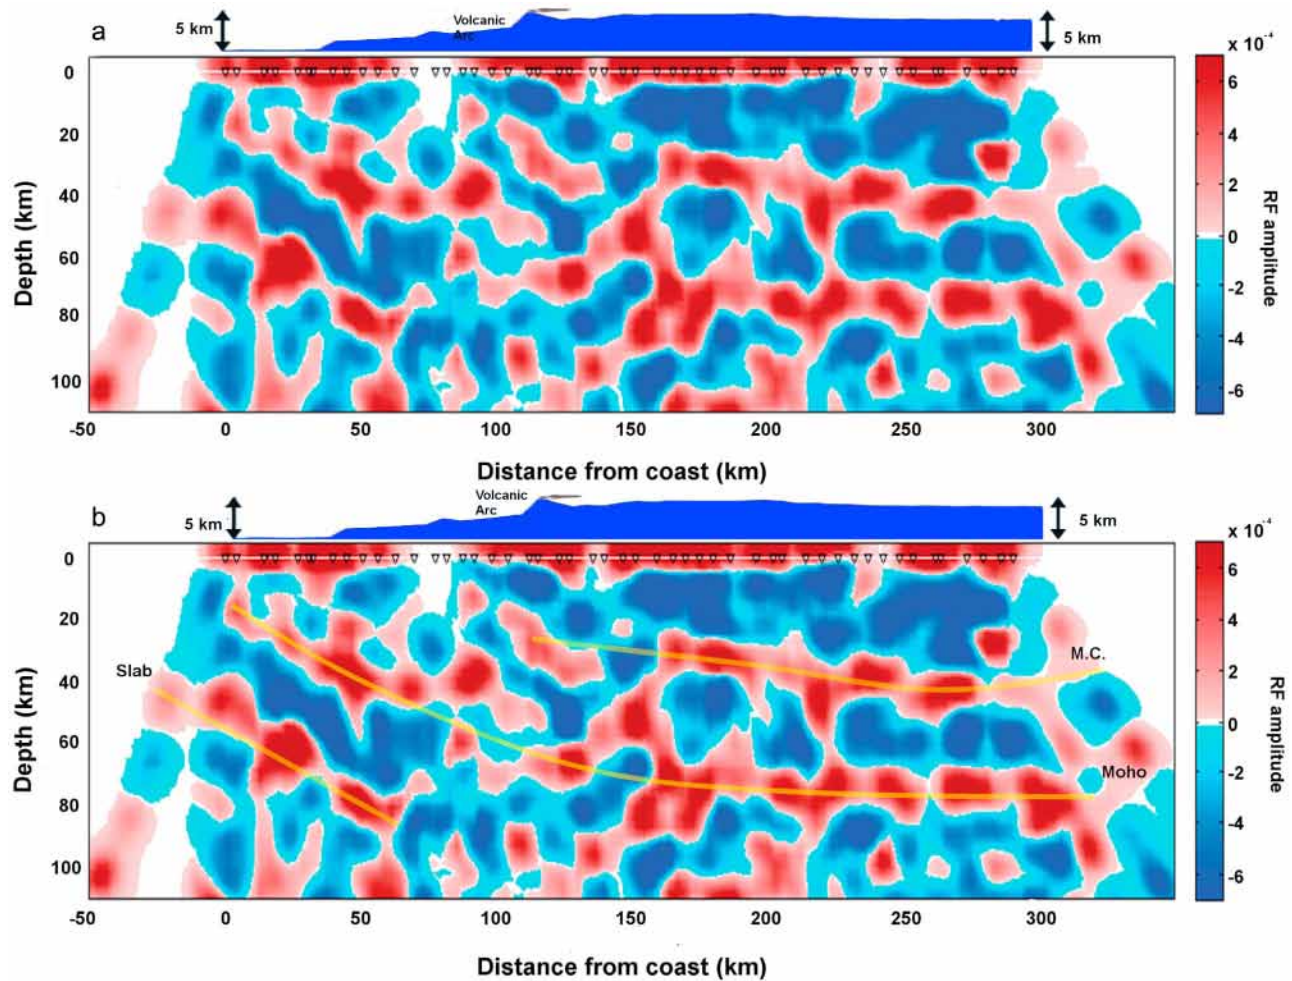 a
5 km
Volcanic
Arc
5 km
x 10⁻⁴
0
20
40
60
80
100
Depth (km)
-50
0
50
100
150
200
250
300
Distance from coast (km)
6
4
2
0
-2
-4
-6
RF amplitude
b
5 km
Volcanic
Arc
5 km
x 10⁻⁴
0
20
40
60
80
100
Depth (km)
Slab
M.C.
Moho
-50
0
50
100
150
200
250
300
Distance from coast (km)
6
4
2
0
-2
-4
-6
RF amplitude